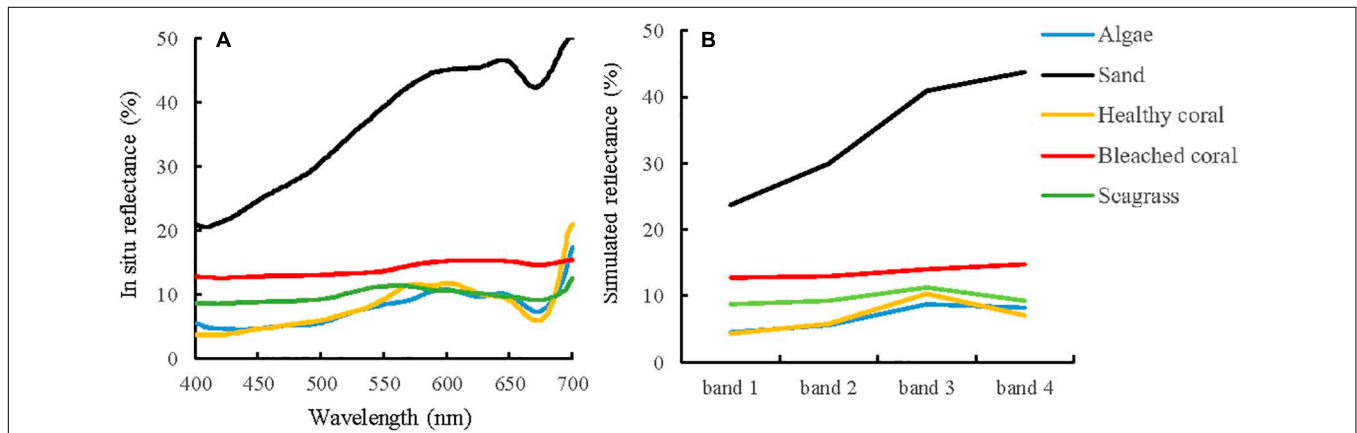 A
In situ reflectance (%)
50
40
30
20
10
0
400 450 500 550 600 650 700
Wavelength (nm)
B
Simurated reflectance (%)
50
40
30
20
10
0
band 1 band 2 band 3 band 4
Algae
Sand
Healthy coral
Bleached coral
Seagrass